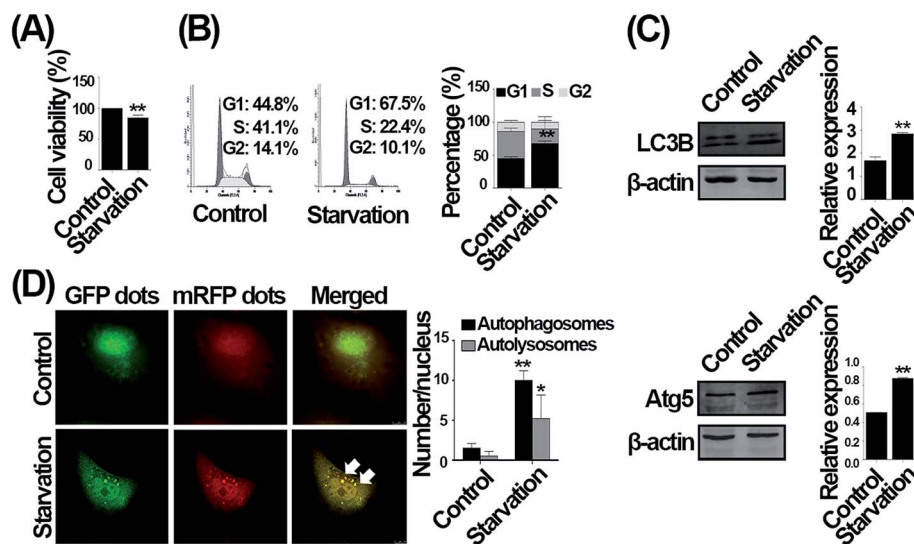 (A)
Cell viability (%)
150
100
50
0
**
Control
Starvation
(B)
G1: 44.8%
S: 41.1%
G2: 14.1%
Control
G1: 67.5%
S: 22.4%
G2: 10.1%
Starvation
G1 S G2
Percentage (%)
150
100
50
0
**
Control
Starvation
(C)
Control
Starvation
LC3B
β-actin
Relative expression
4
3
2
1
0
**
Control
Starvation
Control
Starvation
Atg5
β-actin
Relative expression
1.0
0.8
0.6
0.4
0.2
0.0
**
Control
Starvation
(D)
GFP dots
mRFP dots
Merged
Control
Starvation
Number/nucleus
15
10
5
0
Autophagosomes
Autolysosomes
**
*
Control
Starvation